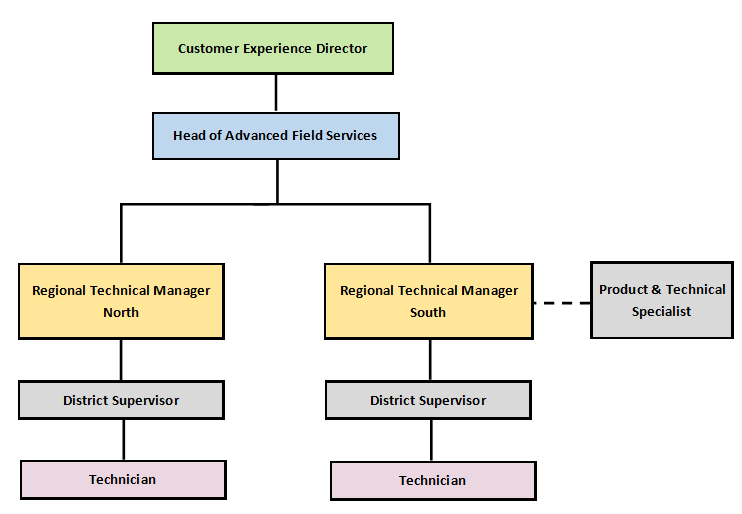 Customer Experience Director
Head of Advanced Field Services
Regional Technical Manager
North
Regional Technical Manager
South
Product & Technical
Specialist
District Supervisor
District Supervisor
Technician
Technician